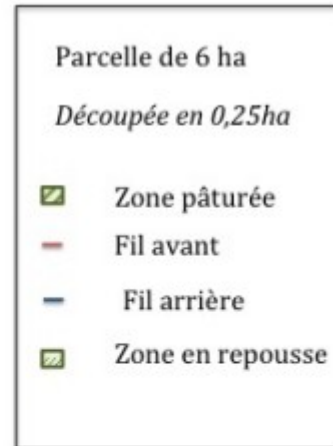 Parcelle de 6 ha
Découpée en 0,25ha
Zone pâturée
Fil avant
Fil arrière
Zone en repousse